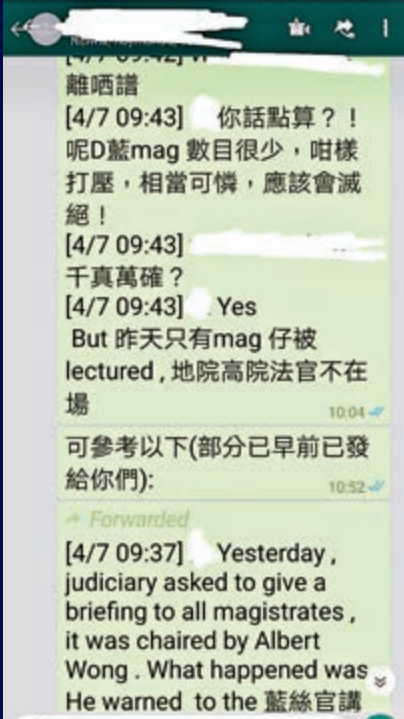 離晒譜
[4/7 09:43] 你話點算？！
呢D藍mag 數目很少，咁樣
打壓，相當可憐，應該會滅
絕！
[4/7 09:43]
千真萬確？
[4/7 09:43] Yes
But 昨天只有mag 仔被
lectured , 地院高院法官不在
場
10:04
可參考以下(部分已早前已發
給你們):
10:52
Forwarded
[4/7 09:37] Yesterday ,
judiciary asked to give a
briefing to all magistrates ,
it was chaired by Albert
Wong . What happened was
He warned to the 藍絲官講